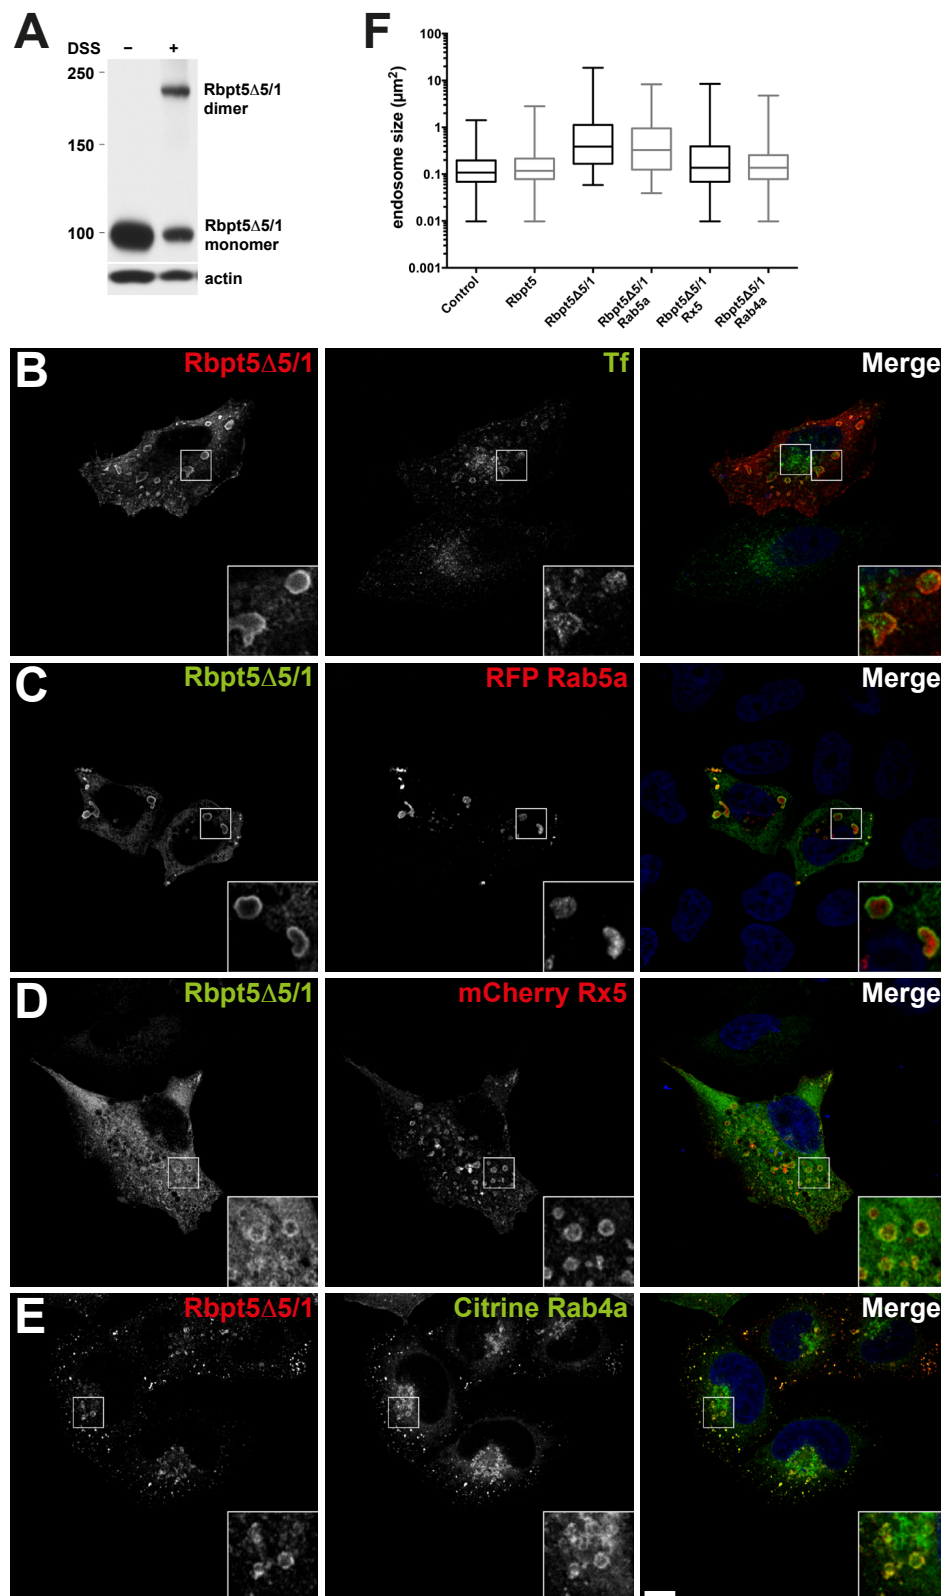 A
DSS
–
+
250
150
100
Rbpt5Δ5/1
dimer
Rbpt5Δ5/1
monomer
actin
F
endosome size (µm²)
100
10
1
0.1
0.01
0.001
Control
Rbpt5
Rbpt5Δ5/1
Rbpt5Δ5/1
Rab5a
Rbpt5Δ5/1
Rx5
Rbpt5Δ5/1
Rab4a
B
Rbpt5Δ5/1
Tf
Merge
C
Rbpt5Δ5/1
RFP Rab5a
Merge
D
Rbpt5Δ5/1
mCherry Rx5
Merge
E
Rbpt5Δ5/1
Citrine Rab4a
Merge